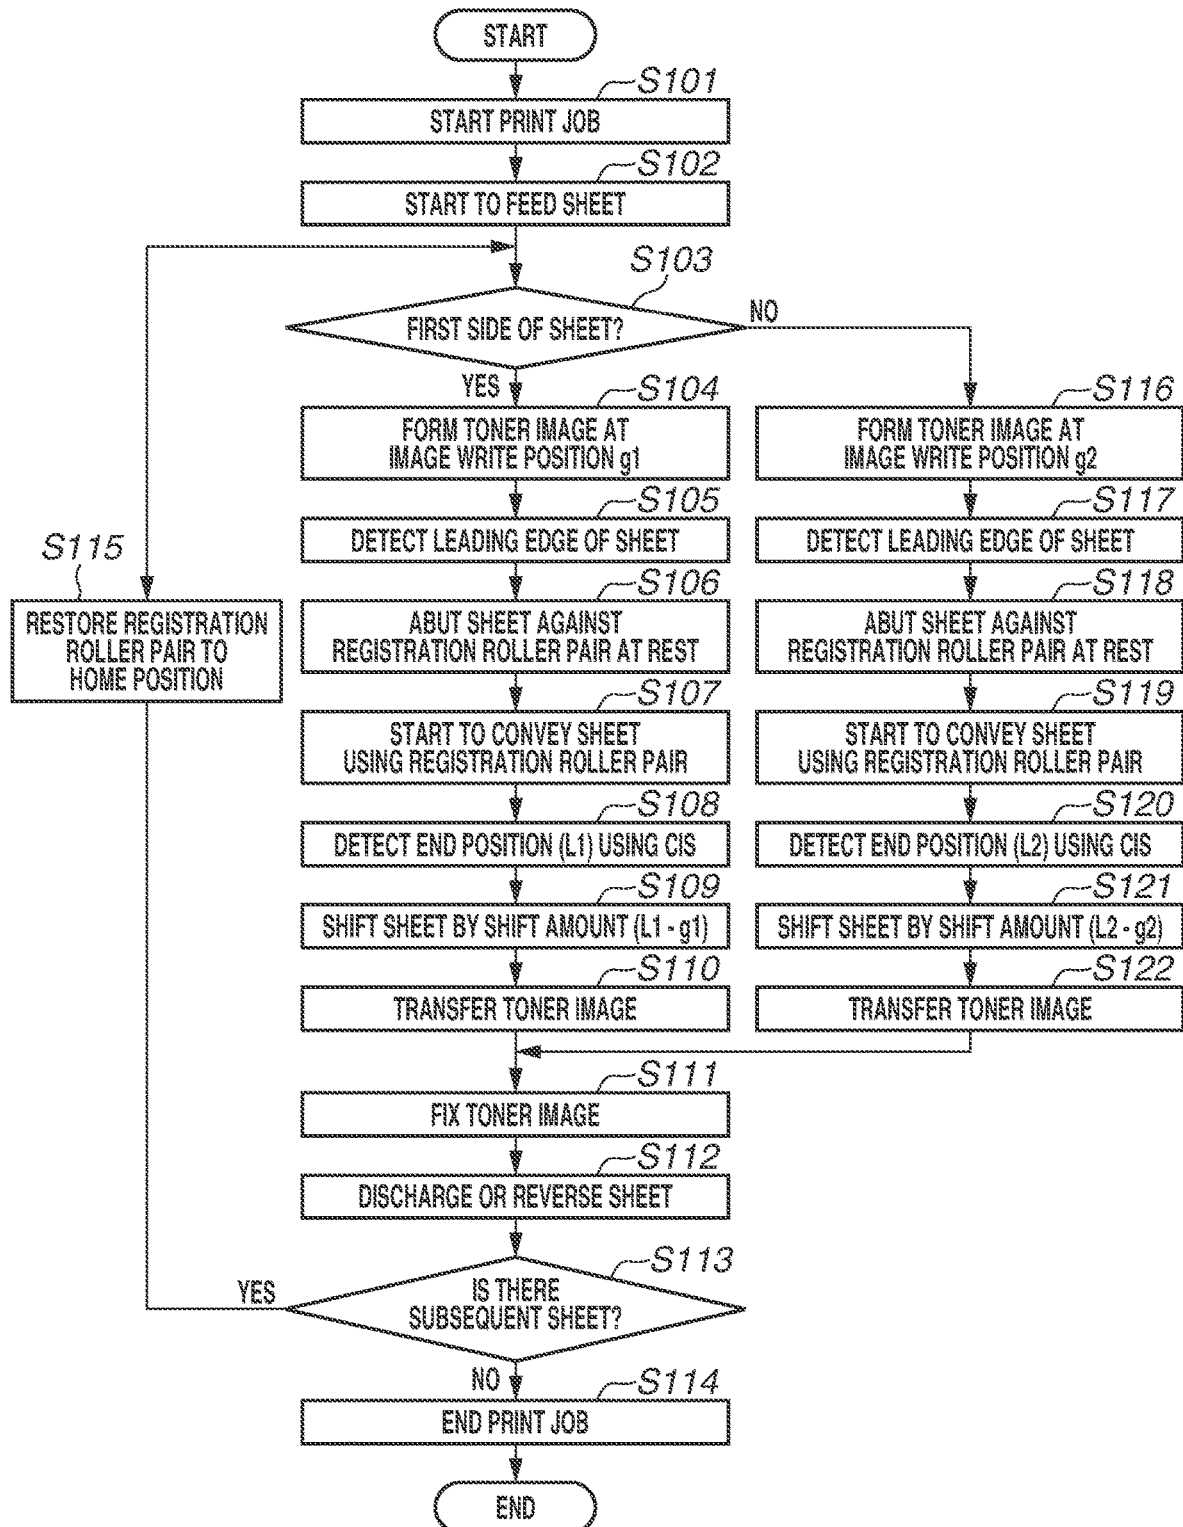 START
S101
START PRINT JOB
S102
START TO FEED SHEET
S103
FIRST SIDE OF SHEET?
NO
YES
S104
FORM TONER IMAGE AT
IMAGE WRITE POSITION g1
S116
FORM TONER IMAGE AT
IMAGE WRITE POSITION g2
S105
DETECT LEADING EDGE OF SHEET
S117
DETECT LEADING EDGE OF SHEET
S115
RESTORE REGISTRATION
ROLLER PAIR TO
HOME POSITION
S106
ABUT SHEET AGAINST
REGISTRATION ROLLER PAIR AT REST
S118
ABUT SHEET AGAINST
REGISTRATION ROLLER PAIR AT REST
S107
START TO CONVEY SHEET
USING REGISTRATION ROLLER PAIR
S119
START TO CONVEY SHEET
USING REGISTRATION ROLLER PAIR
S108
DETECT END POSITION (L1) USING CIS
S120
DETECT END POSITION (L2) USING CIS
S109
SHIFT SHEET BY SHIFT AMOUNT (L1 - g1)
S121
SHIFT SHEET BY SHIFT AMOUNT (L2 - g2)
S110
TRANSFER TONER IMAGE
S122
TRANSFER TONER IMAGE
S111
FIX TONER IMAGE
S112
DISCHARGE OR REVERSE SHEET
S113
IS THERE
SUBSEQUENT SHEET?
YES
NO
S114
END PRINT JOB
END